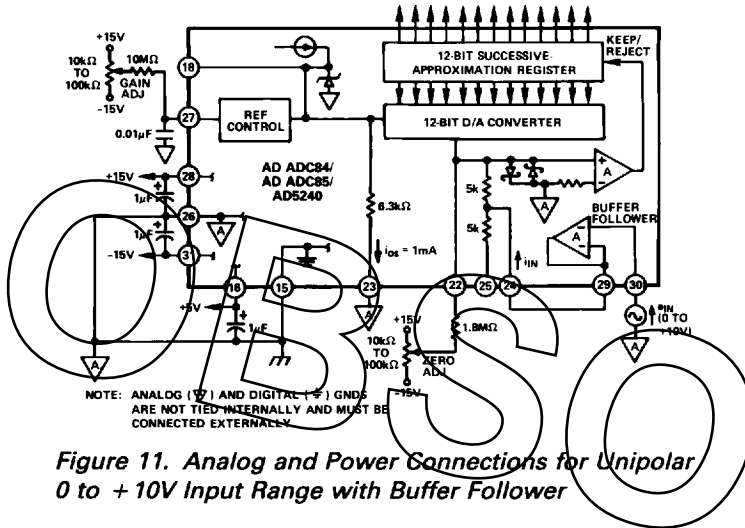 +15V
10kΩ
TO
100kΩ
-15V
10MΩ
GAIN
ADJ
0.01µF
18
27
REF
CONTROL
12-BIT SUCCESSIVE-
APPROXIMATION REGISTER
KEEP/
REJECT
12-BIT D/A CONVERTER
AD ADC84/
AD ADC85/
AD5240
6.3kΩ
iOS = 1mA
5k
5k
iIN
+
A
-
A
BUFFER
FOLLOWER
-
A
+15V
28
+
1µF
26
A
+
1µF
-15V
31
16
15
23
22
25
24
29
30
+5V
+
1µF
A
A
+15V
10kΩ
TO
100kΩ
-15V
1.8MΩ
ZERO
ADJ
eIN
(0 TO
+10V)
A
NOTE: ANALOG (▽) AND DIGITAL (⏚) GNDS
ARE NOT TIED INTERNALLY AND MUST BE
CONNECTED EXTERNALLY
OBSO
Figure 11. Analog and Power Connections for Unipolar
0 to +10V Input Range with Buffer Follower